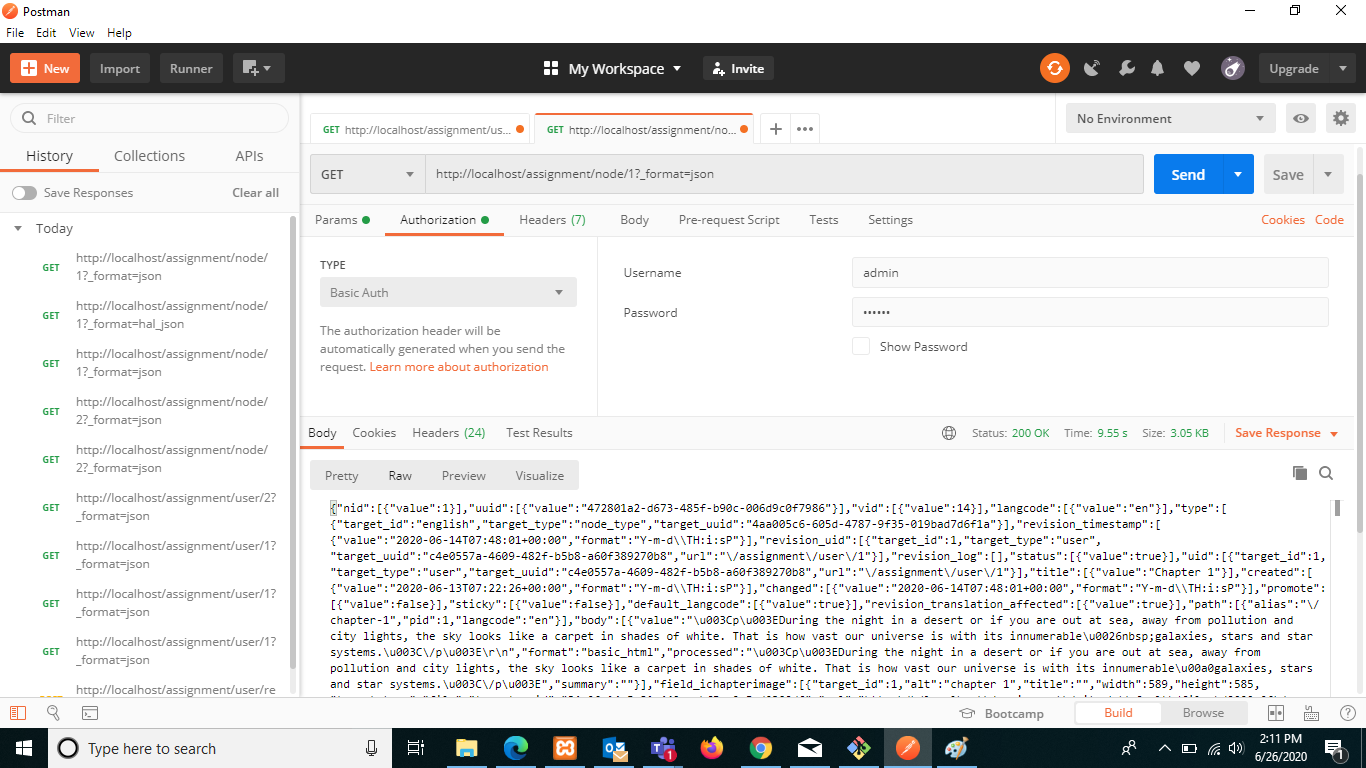 Postman
File Edit View Help
New Import Runner My Workspace Invite Upgrade
Filter
History Collections APIs
Save Responses Clear all
Today
GET http://localhost/assignment/node/
1?_format=json
GET http://localhost/assignment/node/
1?_format=hal_json
GET http://localhost/assignment/node/
1?_format=json
GET http://localhost/assignment/node/
2?_format=json
GET http://localhost/assignment/node/
2?_format=json
GET http://localhost/assignment/user/2?
_format=json
GET http://localhost/assignment/user/1?
_format=json
GET http://localhost/assignment/user/1?
_format=json
GET http://localhost/assignment/user/1?
_format=json
http://localhost/assignment/user/re
GET http://localhost/assignment/us... GET http://localhost/assignment/no... No Environment
GET http://localhost/assignment/node/1?_format=json Send Save
Params Authorization Headers (7) Body Pre-request Script Tests Settings Cookies Code
TYPE
Basic Auth
The authorization header will be
automatically generated when you send the
request. Learn more about authorization
Username admin
Password ••••••
Show Password
Body Cookies Headers (24) Test Results Status: 200 OK Time: 9.55 s Size: 3.05 KB Save Response
Pretty Raw Preview Visualize
{"nid":[{"value":1}],"uuid":[{"value":"472801a2-d673-485f-b90c-006d9c0f7986"}],"vid":[{"value":14}],"langcode":[{"value":"en"}],"type":[
{"target_id":"english","target_type":"node_type","target_uuid":"4aa005c6-605d-4787-9f35-019bad7d6f1a"}],"revision_timestamp":[
{"value":"2020-06-14T07:48:01+00:00","format":"Y-m-d\\TH:i:sP"}],"revision_uid":[{"target_id":1,"target_type":"user",
"target_uuid":"c4e0557a-4609-482f-b5b8-a60f389270b8","url":"\/assignment\/user\/1"}],"revision_log":[],"status":[{"value":true}],"uid":[{"target_id":1,
"target_type":"user","target_uuid":"c4e0557a-4609-482f-b5b8-a60f389270b8","url":"\/assignment\/user\/1"}],"title":[{"value":"Chapter 1"}],"created":[
{"value":"2020-06-13T07:22:26+00:00","format":"Y-m-d\\TH:i:sP"}],"changed":[{"value":"2020-06-14T07:48:01+00:00","format":"Y-m-d\\TH:i:sP"}],"promote":
[{"value":false}],"sticky":[{"value":false}],"default_langcode":[{"value":true}],"revision_translation_affected":[{"value":true}],"path":[{"alias":"\/
chapter-1","pid":1,"langcode":"en"}],"body":[{"value":"\u003Cp\u003EDuring the night in a desert or if you are out at sea, away from pollution and
city lights, the sky looks like a carpet in shades of white. That is how vast our universe is with its innumerable\u0026nbsp;galaxies, stars and star
systems.\u003C\/p\u003E\r\n","format":"basic_html","processed":"\u003Cp\u003EDuring the night in a desert or if you are out at sea, away from
pollution and city lights, the sky looks like a carpet in shades of white. That is how vast our universe is with its innumerable\u00a0galaxies, stars
and star systems.\u003C\/p\u003E","summary":""}],"field_ichapterimage":[{"target_id":1,"alt":"chapter 1","title":"","width":589,"height":585,
Bootcamp Build Browse
Type here to search
1
2:11 PM
6/26/2020
1